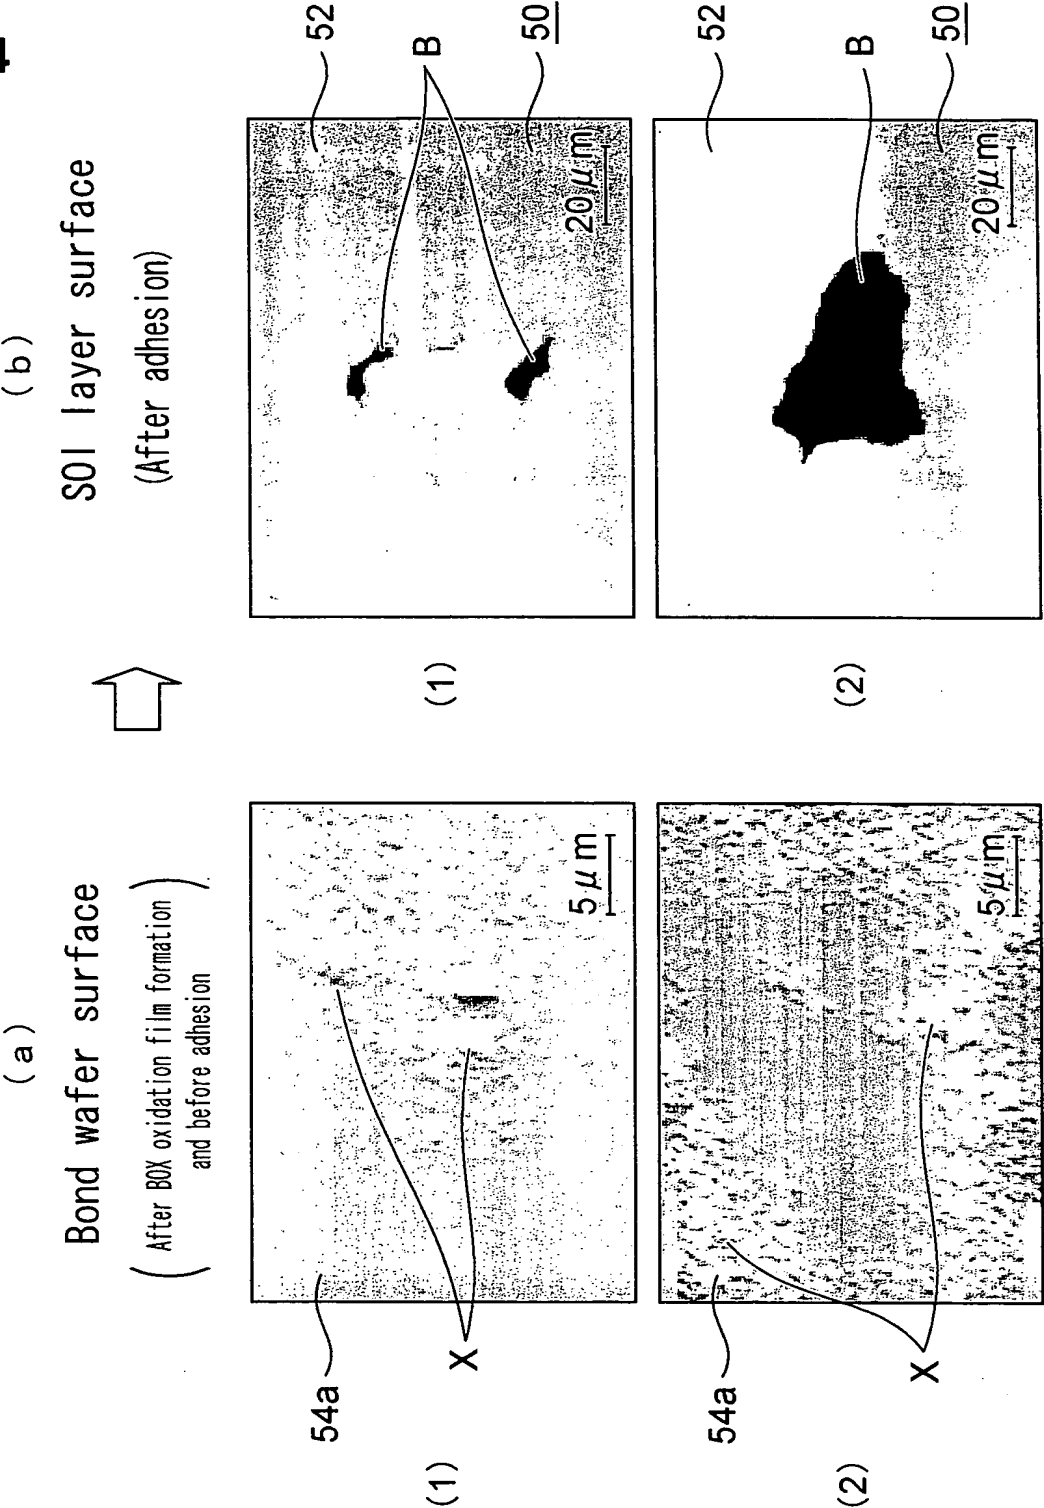 (a)
Bond wafer surface
(After BOX oxidation film formation
and before adhesion)
(b)
SOI layer surface
(After adhesion)
(1)
54a
X
5μm
(1)
52
B
50
20μm
(2)
54a
X
5μm
(2)
52
B
50
20μm